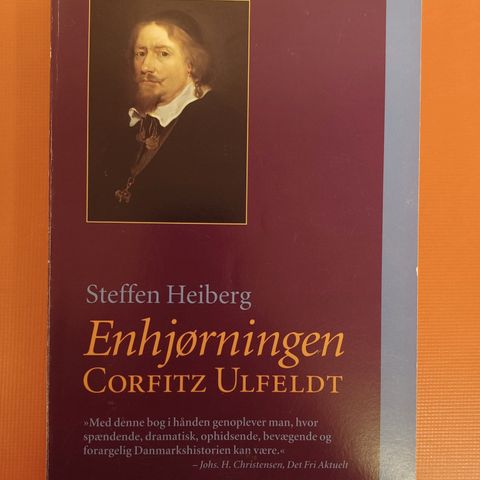 Steffen Heiberg
Enhjørningen
CORFITZ ULFELDT
»Med denne bog i hånden genoplever man, hvor
spændende, dramatisk, ophidsende, bevægende og
forargelig Danmarkshistorien kan være.«
– Johs. H. Christensen, Det Fri Aktuelt